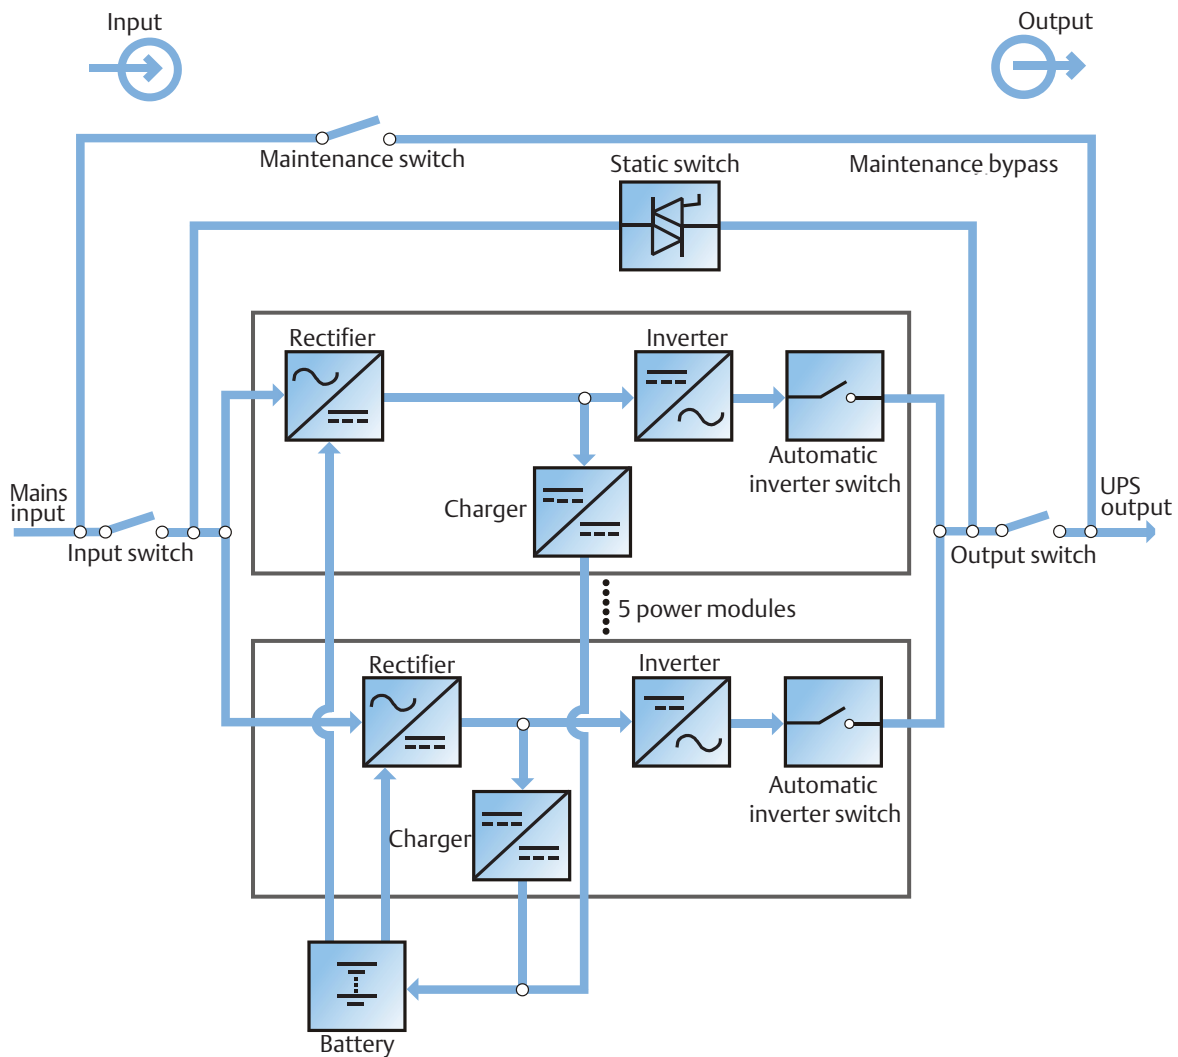 Input
Output
Maintenance switch
Static switch
Maintenance bypass
Rectifier
Inverter
Automatic
inverter switch
Charger
Mains
input
Input switch
UPS
output
Output switch
5 power modules
Rectifier
Inverter
Automatic
inverter switch
Charger
Battery